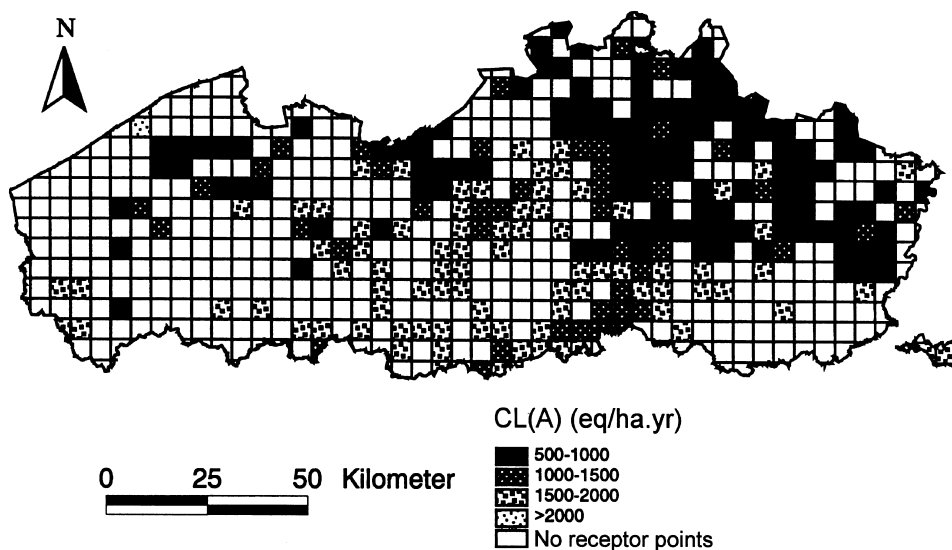 N
CL(A) (eq/ha.yr)
500-1000
1000-1500
1500-2000
>2000
No receptor points
0 25 50 Kilometer